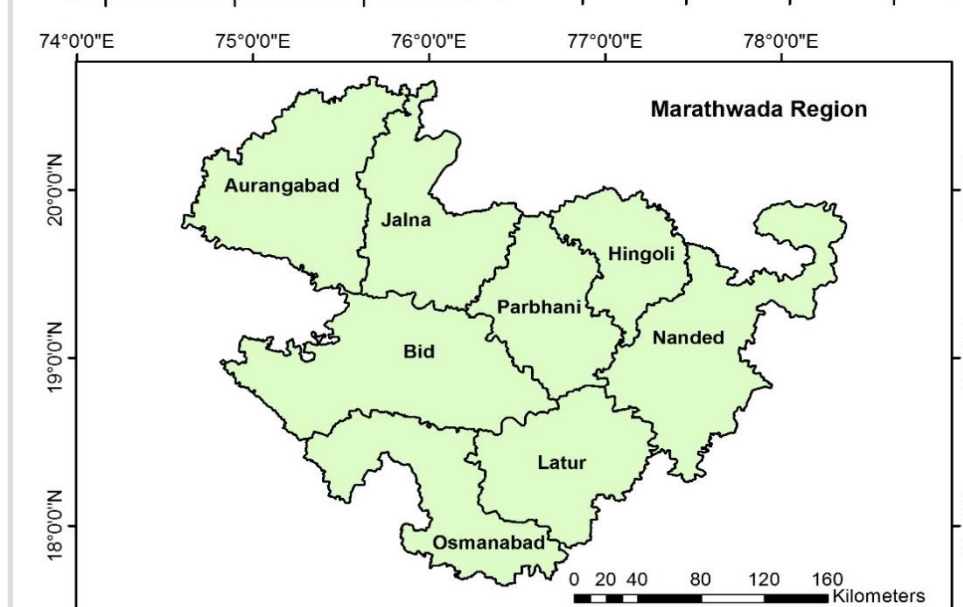 74°0'0"E 75°0'0"E 76°0'0"E 77°0'0"E 78°0'0"E
Marathwada Region
20°0'0"N
Aurangabad
Jalna
Hingoli
Parbhani
Nanded
19°0'0"N
Bid
Latur
18°0'0"N
Osmanabad
0 20 40 80 120 160
Kilometers